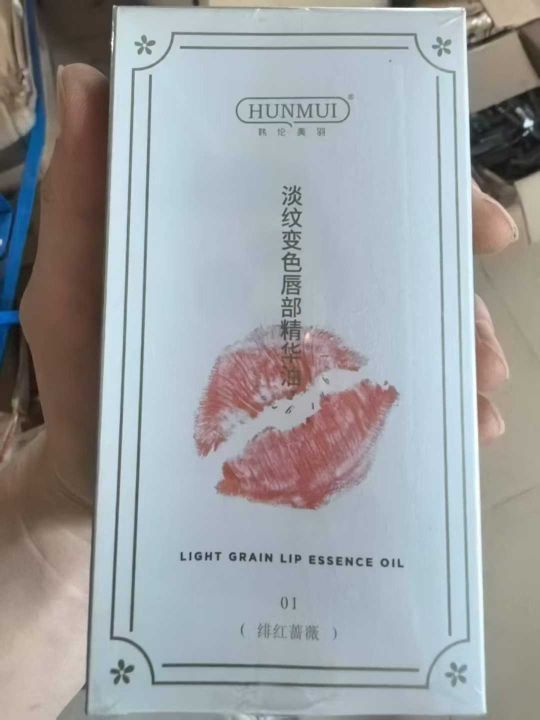 HUNMUI®
韩伦美羽
淡纹变色唇部精华油
LIGHT GRAIN LIP ESSENCE OIL
01
( 绯红蔷薇 )